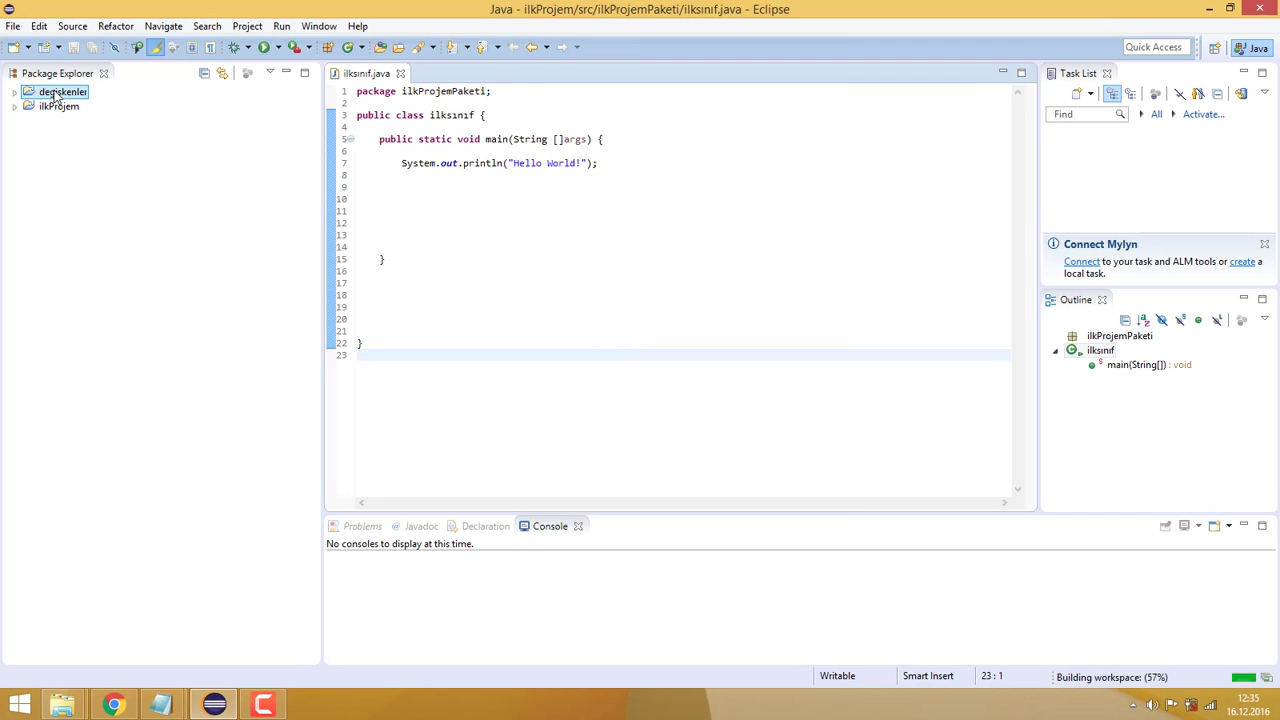 Java - ilkProjem/src/ilkProjemPaketi/ilksınıf.java - Eclipse
File Edit Source Refactor Navigate Search Project Run Window Help
Quick Access
Java
Package Explorer
degiskenler
ilkProjem
ilksınıf.java
1 package ilkProjemPaketi;
2
3 public class ilksınıf {
4
5 public static void main(String []args) {
6
7 System.out.println("Hello World!");
8
9
10
11
12
13
14
15 }
16
17
18
19
20
21
22 }
23
Task List
Find All Activate...
Connect Mylyn
Connect to your task and ALM tools or create a
local task.
Outline
ilkProjemPaketi
ilksınıf
main(String[]) : void
Problems Javadoc Declaration Console
No consoles to display at this time.
Writable Smart Insert 23 : 1 Building workspace: (57%)
12:35
16.12.2016